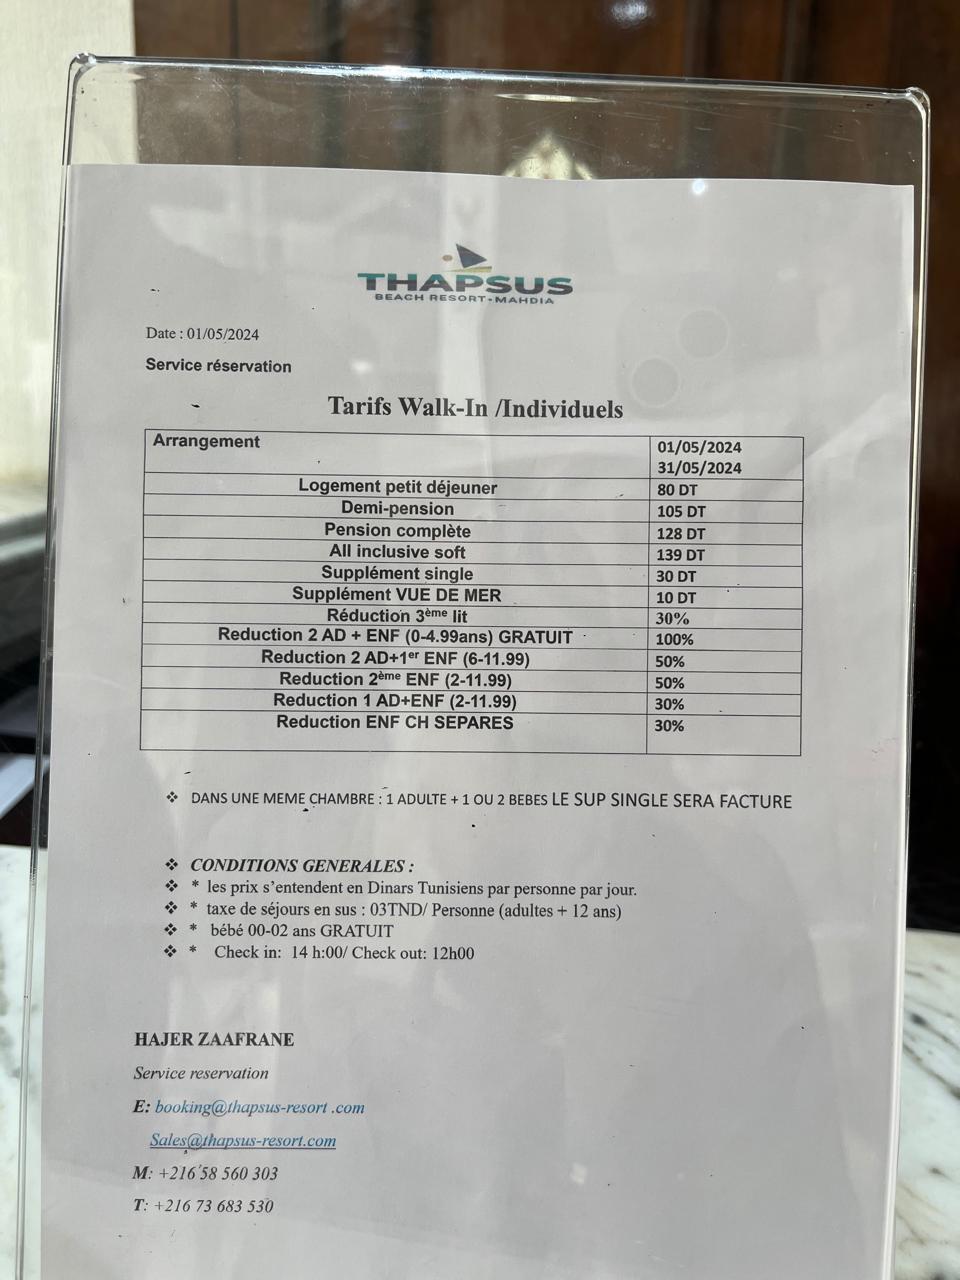 THAPSUS
BEACH RESORT-MAHDIA
Date : 01/05/2024
Service réservation
Tarifs Walk-In /Individuels
Arrangement 01/05/2024
31/05/2024
Logement petit déjeuner 80 DT
Demi-pension 105 DT
Pension complète 128 DT
All inclusive soft 139 DT
Supplément single 30 DT
Supplément VUE DE MER 10 DT
Réduction 3ème lit 30%
Reduction 2 AD + ENF (0-4.99ans) GRATUIT 100%
Reduction 2 AD+1er ENF (6-11.99) 50%
Reduction 2ème ENF (2-11.99) 50%
Reduction 1 AD+ENF (2-11.99) 30%
Reduction ENF CH SEPARES 30%
❖ DANS UNE MEME CHAMBRE : 1 ADULTE + 1 OU 2 BEBES LE SUP SINGLE SERA FACTURE
❖ CONDITIONS GENERALES :
❖ * les prix s’entendent en Dinars Tunisiens par personne par jour.
❖ * taxe de séjours en sus : 03TND/ Personne (adultes + 12 ans)
❖ * bébé 00-02 ans GRATUIT
❖ * Check in: 14 h:00/ Check out: 12h00
HAJER ZAAFRANE
Service reservation
E: booking@thapsus-resort .com
Sales@thapsus-resort.com
M: +216 58 560 303
T: +216 73 683 530